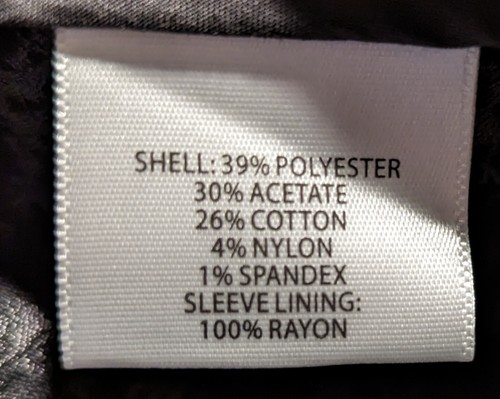 SHELL: 39% POLYESTER
30% ACETATE
26% COTTON
4% NYLON
1% SPANDEX
SLEEVE LINING:
100% RAYON